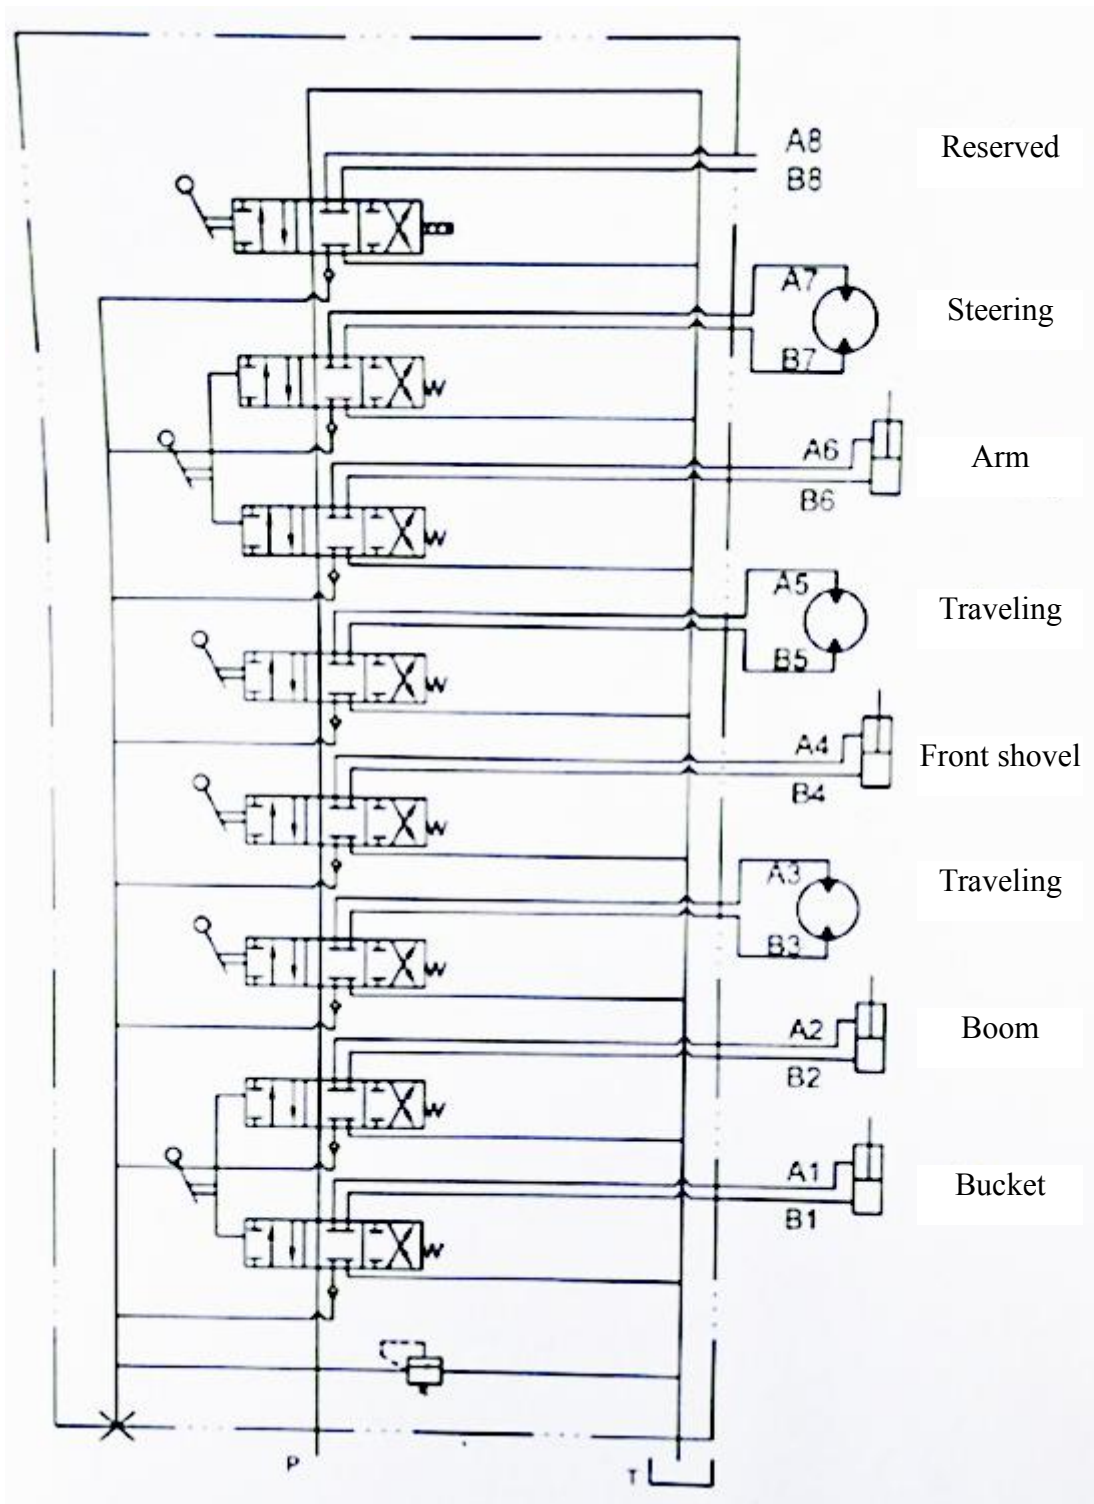 A8
B8
Reserved
A7
B7
Steering
A6
B6
Arm
A5
B5
Traveling
A4
B4
Front shovel
A3
B3
Traveling
A2
B2
Boom
A1
B1
Bucket
P
T